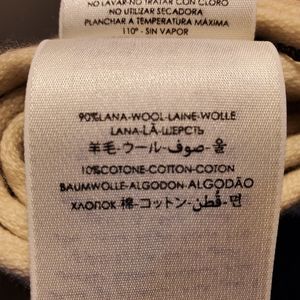 NO LAVAR-NO TRATAR CON CLORO
NO UTILIZAR SECADORA
PLANCHAR A TEMPERATURA MÁXIMA
110° - SIN VAPOR
90%LANA-WOOL-LAINE-WOLLE
LANA-LÃ-ШЕРСТЬ
羊毛-ウール-صوف-울
10%COTONE-COTTON-COTON
BAUMWOLLE-ALGODON-ALGODÃO
ХЛОПОК 棉-コットン-قطن-면